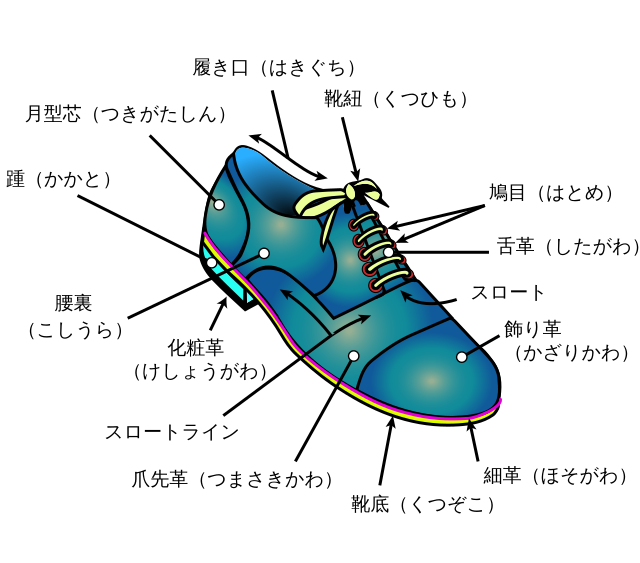 履き口（はきぐち）
靴紐（くつひも）
月型芯（つきがたしん）
踵（かかと）
鳩目（はとめ）
舌革（したがわ）
スロート
腰裏
（こしうら）
飾り革
（かざりかわ）
化粧革
（けしょうがわ）
スロートライン
爪先革（つまさきかわ）
細革（ほそがわ）
靴底（くつぞこ）